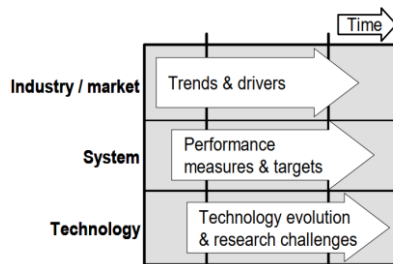 Time
Industry / market
Trends & drivers
System
Performance
measures & targets
Technology
Technology evolution
& research challenges